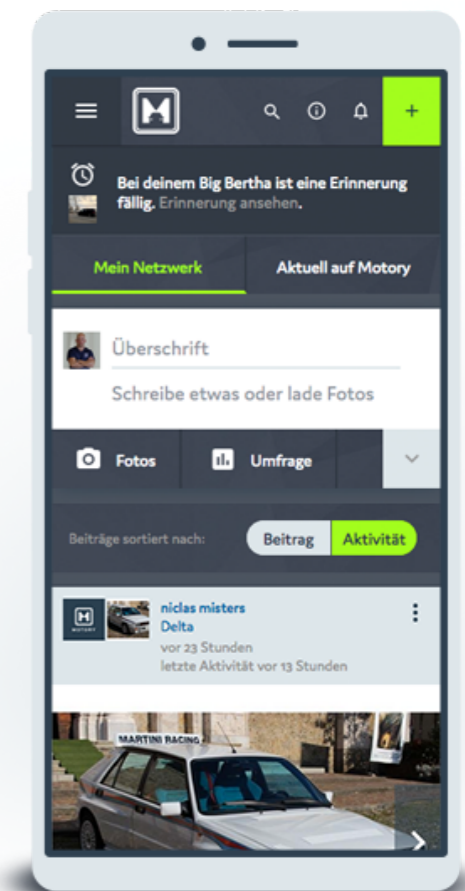 +
Bei deinem Big Bertha ist eine Erinnerung
fällig. Erinnerung ansehen.
Mein Netzwerk
Aktuell auf Motory
Überschrift
Schreibe etwas oder lade Fotos
Fotos
Umfrage
Beiträge sortiert nach:
Beitrag
Aktivität
MOTORY
niclas misters
Delta
vor 23 Stunden
letzte Aktivität vor 13 Stunden
MARTINI RACING